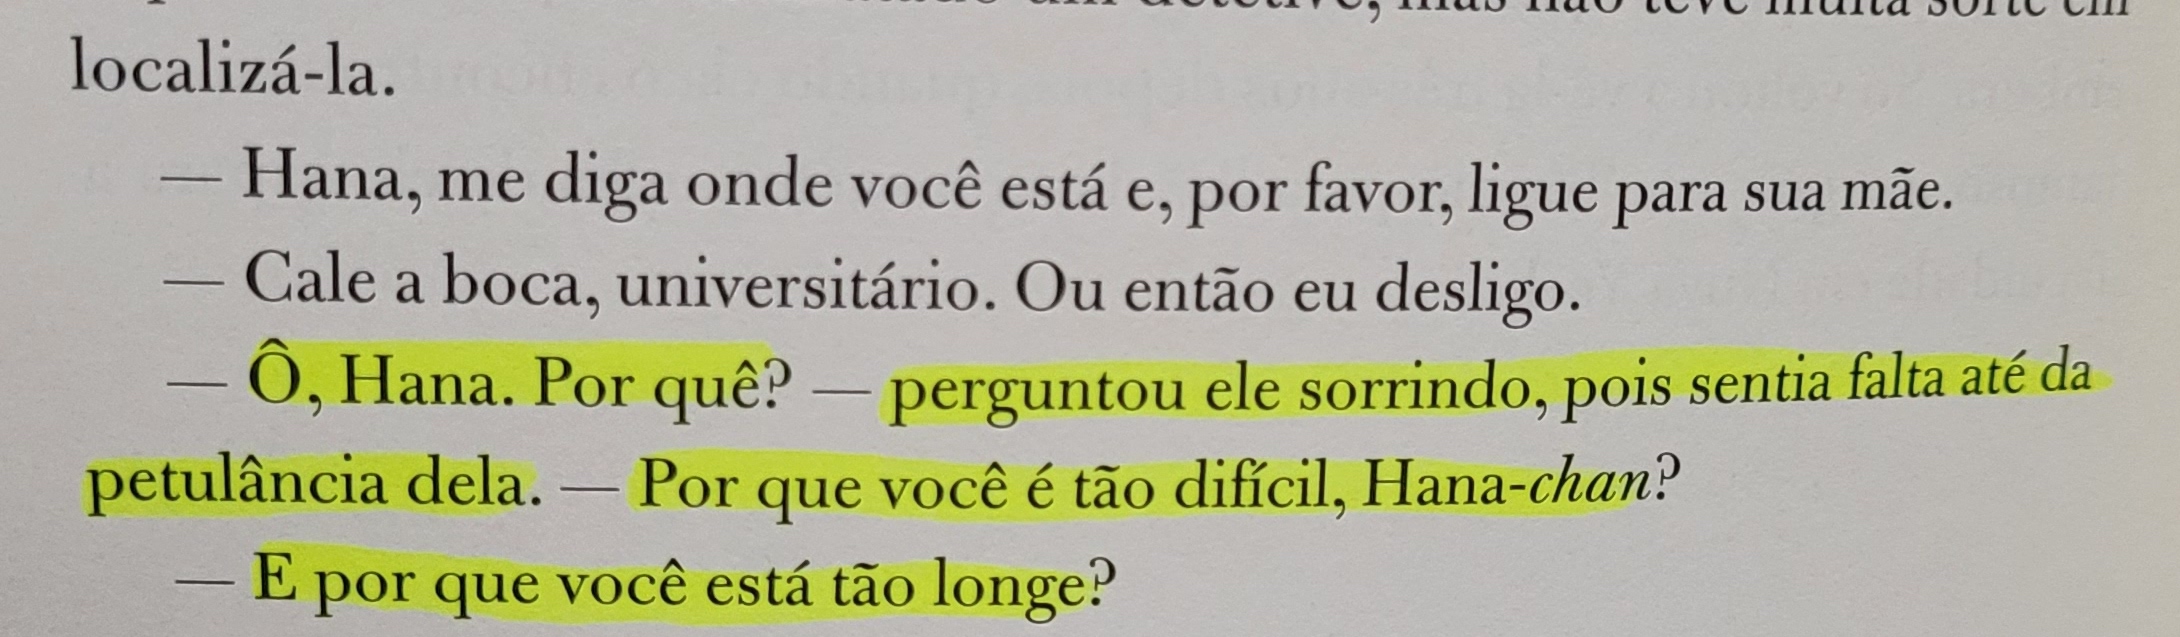 um detetive, mas não teve muita sorte em
localizá-la.
— Hana, me diga onde você está e, por favor, ligue para sua mãe.
— Cale a boca, universitário. Ou então eu desligo.
— Ô, Hana. Por quê? — perguntou ele sorrindo, pois sentia falta até da
petulância dela. — Por que você é tão difícil, Hana-chan?
— E por que você está tão longe?